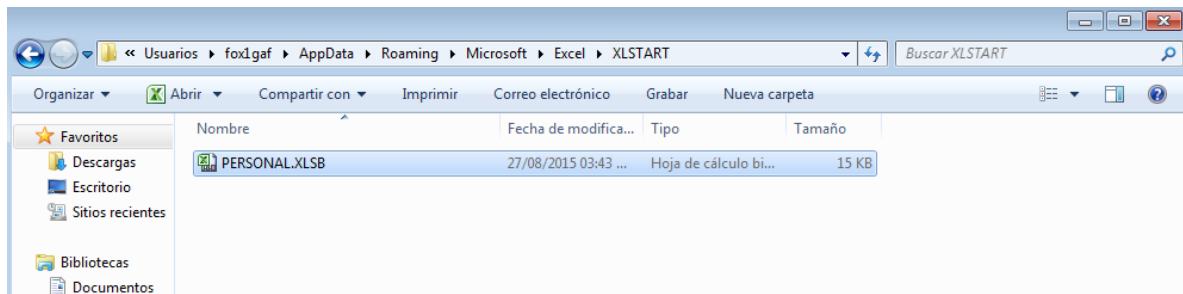 « Usuarios ▸ fox1gaf ▸ AppData ▸ Roaming ▸ Microsoft ▸ Excel ▸ XLSTART Buscar XLSTART
Organizar Abrir Compartir con Imprimir Correo electrónico Grabar Nueva carpeta
Favoritos
Descargas
Escritorio
Sitios recientes
Bibliotecas
Documentos
Nombre Fecha de modifica... Tipo Tamaño
PERSONAL.XLSB 27/08/2015 03:43 ... Hoja de cálculo bi... 15 KB